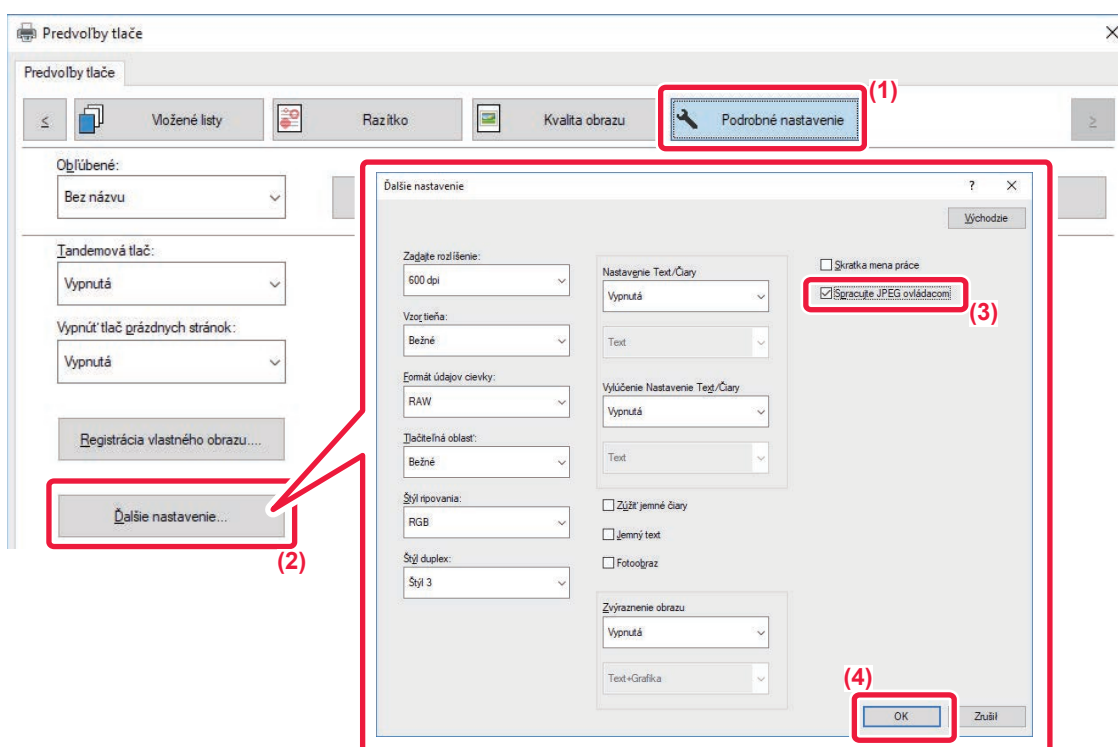 Predvoľby tlače
Predvoľby tlače
(1)
<
Vložené listy
Razítko
Kvalita obrazu
Podrobné nastavenie
>
Obľúbené:
Bez názvu
Tandemová tlač:
Vypnutá
Vypnúť tlač prázdnych stránok:
Vypnutá
Registrácia vlastného obrazu....
Ďalšie nastavenie...
(2)
Ďalšie nastavenie
?
Východzie
Zadajte rozlíšenie:
600 dpi
Vzor tieňa:
Bežné
Formát údajov cievky:
RAW
Tlačiteľná oblasť:
Bežné
Štýl ripovania:
RGB
Štýl duplex:
Štýl 3
Nastavenie Text/Čiary
Vypnutá
Text
Vylúčenie Nastavenie Text/Čiary
Vypnutá
Text
Zúžiť jemné čiary
Jemný text
Fotoobraz
Zvýraznenie obrazu
Vypnutá
Text+Grafika
Skratka mena práce
Spracujte JPEG ovládacom
(3)
(4)
OK
Zrušiť